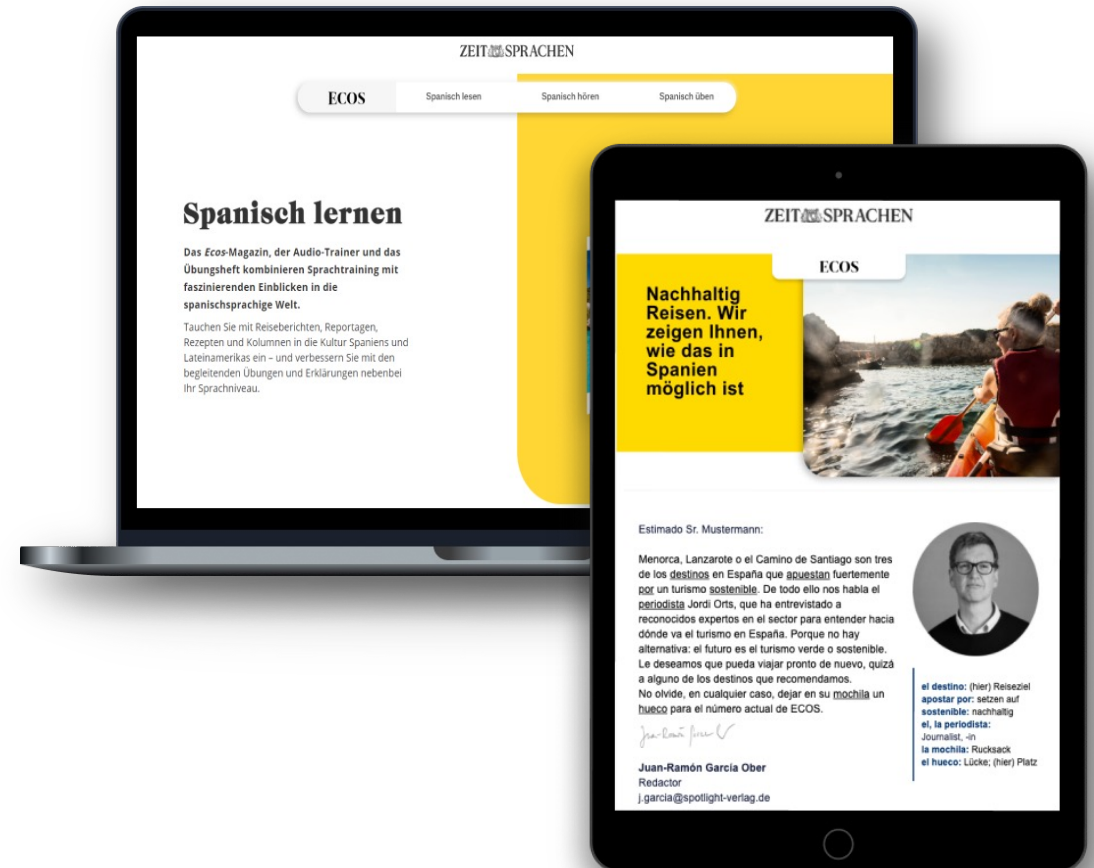 ZEIT SPRACHEN
ECOS
Spanisch lesen
Spanisch hören
Spanisch üben
Spanisch lernen
Das Ecos-Magazin, der Audio-Trainer und das
Übungsheft kombinieren Sprachtraining mit
faszinierenden Einblicken in die
spanischsprachige Welt.
Tauchen Sie mit Reiseberichten, Reportagen,
Rezepten und Kolumnen in die Kultur Spaniens und
Lateinamerikas ein – und verbessern Sie mit den
begleitenden Übungen und Erklärungen nebenbei
Ihr Sprachniveau.
ZEIT SPRACHEN
ECOS
Nachhaltig
Reisen. Wir
zeigen Ihnen,
wie das in
Spanien
möglich ist
Estimado Sr. Mustermann:
Menorca, Lanzarote o el Camino de Santiago son tres
de los destinos en España que apuestan fuertemente
por un turismo sostenible. De todo ello nos habla el
periodista Jordi Orts, que ha entrevistado a
reconocidos expertos en el sector para entender hacia
dónde va el turismo en España. Porque no hay
alternativa: el futuro es el turismo verde o sostenible.
Le deseamos que pueda viajar pronto de nuevo, quizá
a alguno de los destinos que recomendamos.
No olvide, en cualquier caso, dejar en su mochila un
hueco para el número actual de ECOS.
Juan-Ramón García Ober
Redactor
j.garcia@spotlight-verlag.de
el destino: (hier) Reiseziel
apostar por: setzen auf
sostenible: nachhaltig
el, la periodista:
Journalist, -in
la mochila: Rucksack
el hueco: Lücke; (hier) Platz